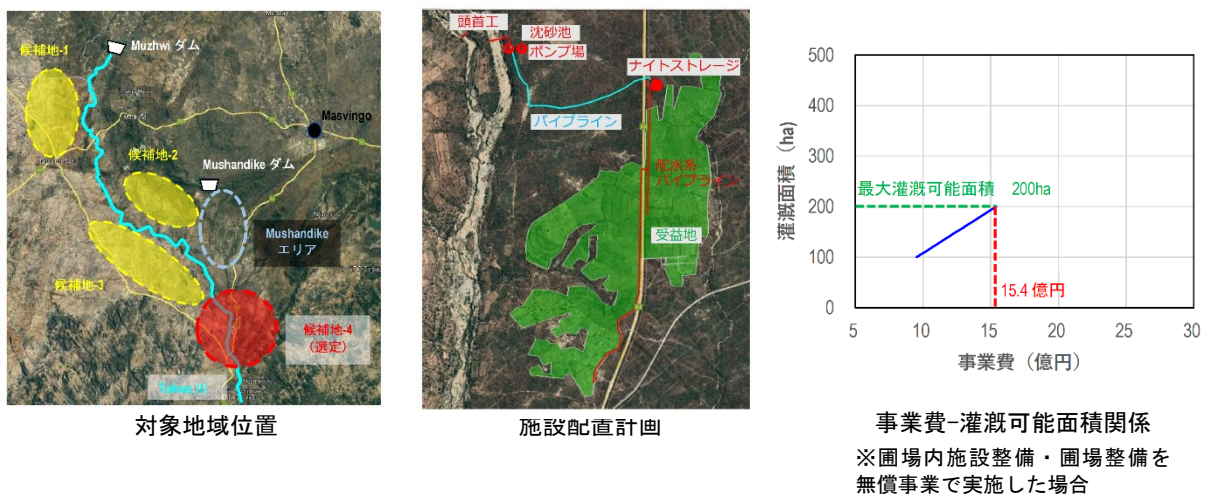 候補地-1
Muzhwi ダム
Masvingo
候補地-2
Mushandike ダム
Mushandike
エリア
候補地-3
候補地-4
(選定)
対象地域位置
頭首工
沈砂池
ポンプ場
ナイトストレージ
パイプライン
配水系
パイプライン
受益地
施設配置計画
500
400
300
200
100
0
灌漑面積 (ha)
最大灌漑可能面積 200ha
15.4 億円
5
10
15
20
25
30
事業費 (億円)
事業費-灌漑可能面積関係
※圃場内施設整備・圃場整備を
無償事業で実施した場合